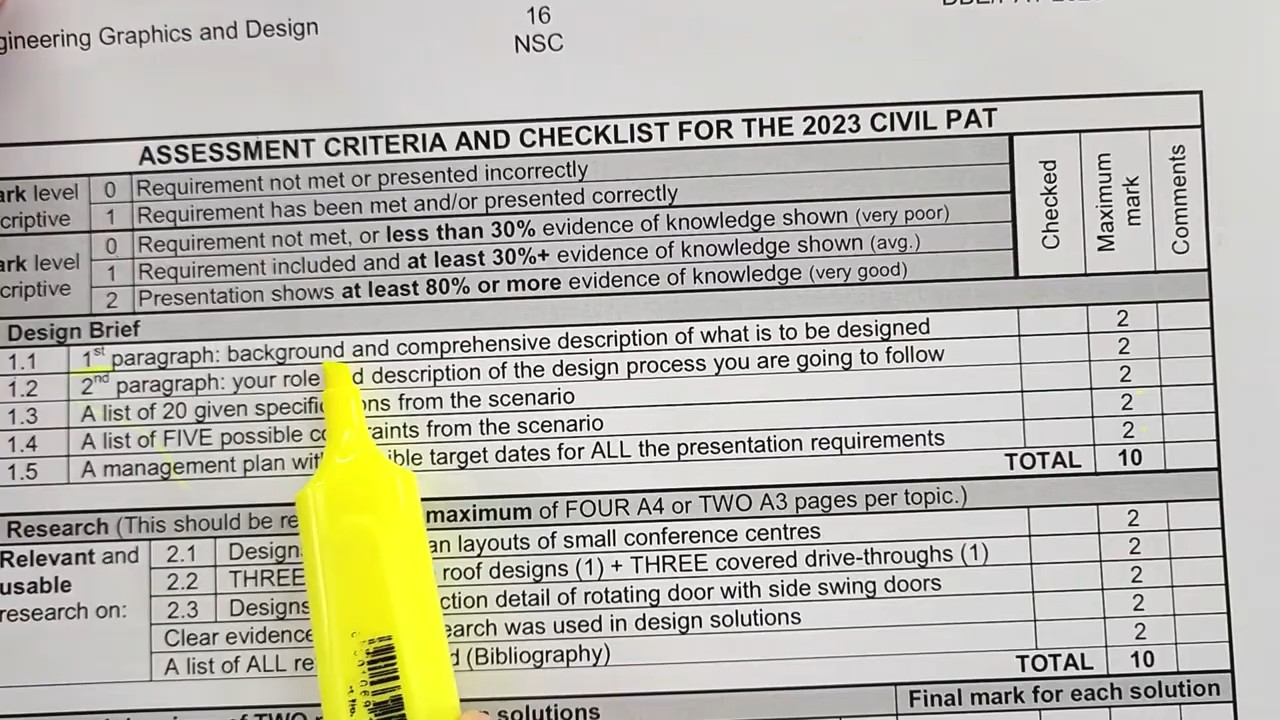 gineering Graphics and Design
16
NSC
ASSESSMENT CRITERIA AND CHECKLIST FOR THE 2023 CIVIL PAT
ark level
criptive
0 Requirement not met or presented incorrectly
1 Requirement has been met and/or presented correctly
ark level
criptive
0 Requirement not met, or less than 30% evidence of knowledge shown (very poor)
1 Requirement included and at least 30%+ evidence of knowledge shown (avg.)
2 Presentation shows at least 80% or more evidence of knowledge (very good)
Checked
Maximum
mark
Comments
Design Brief
1.1 1st paragraph: background and comprehensive description of what is to be designed 2
1.2 2nd paragraph: your role d description of the design process you are going to follow 2
1.3 A list of 20 given specifi ons from the scenario 2
1.4 A list of FIVE possible co raints from the scenario 2
1.5 A management plan wit ible target dates for ALL the presentation requirements 2
TOTAL 10
Research (This should be re maximum of FOUR A4 or TWO A3 pages per topic.)
Relevant and
usable
research on:
2.1 Design an layouts of small conference centres 2
2.2 THREE roof designs (1) + THREE covered drive-throughs (1) 2
2.3 Designs ction detail of rotating door with side swing doors 2
Clear evidence earch was used in design solutions 2
A list of ALL re d (Bibliography) 2
TOTAL 10
Final mark for each solution
solutions